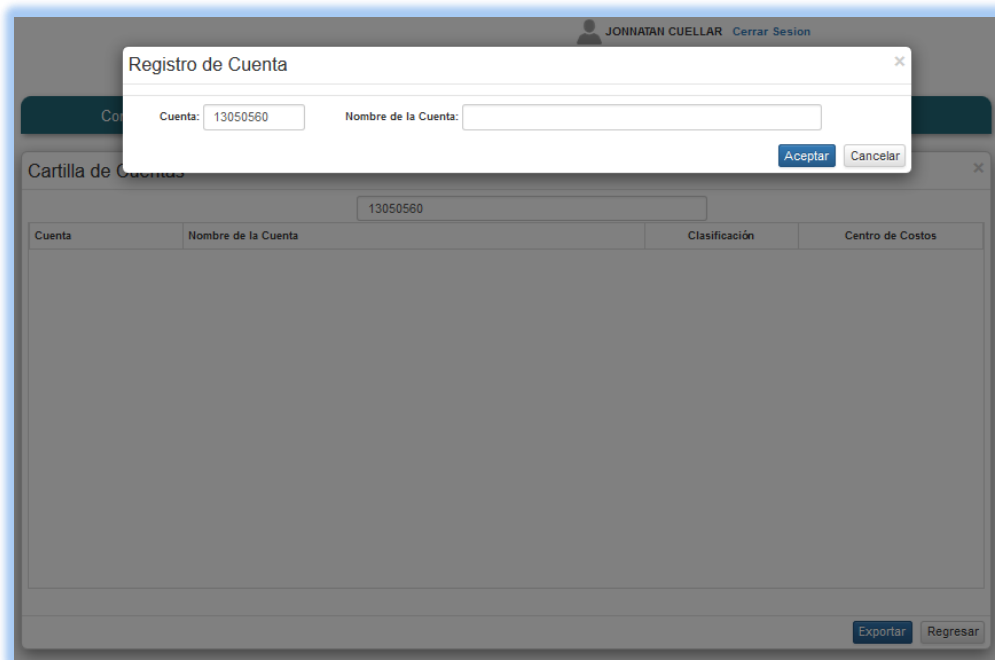 JONNATAN CUELLAR Cerrar Sesion
Registro de Cuenta ×
Cuenta: 13050560 Nombre de la Cuenta:
Aceptar Cancelar
Cartilla de Cuentas ×
13050560
Cuenta Nombre de la Cuenta Clasificación Centro de Costos
Exportar Regresar